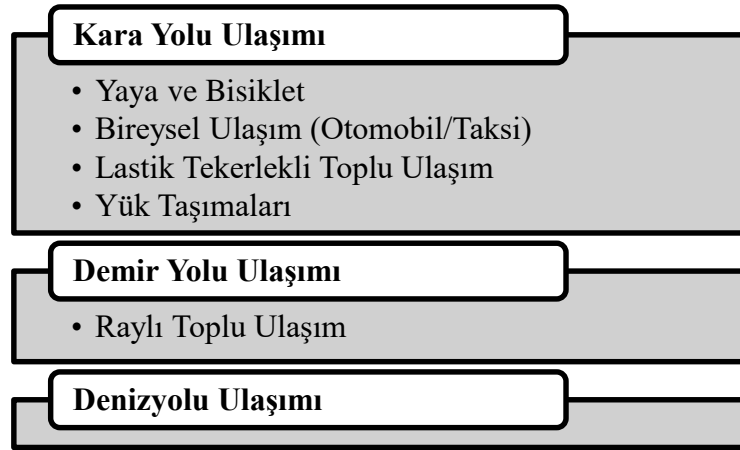 Kara Yolu Ulaşımı
• Yaya ve Bisiklet
• Bireysel Ulaşım (Otomobil/Taksi)
• Lastik Tekerlekli Toplu Ulaşım
• Yük Taşımaları
Demir Yolu Ulaşımı
• Raylı Toplu Ulaşım
Denizyolu Ulaşımı